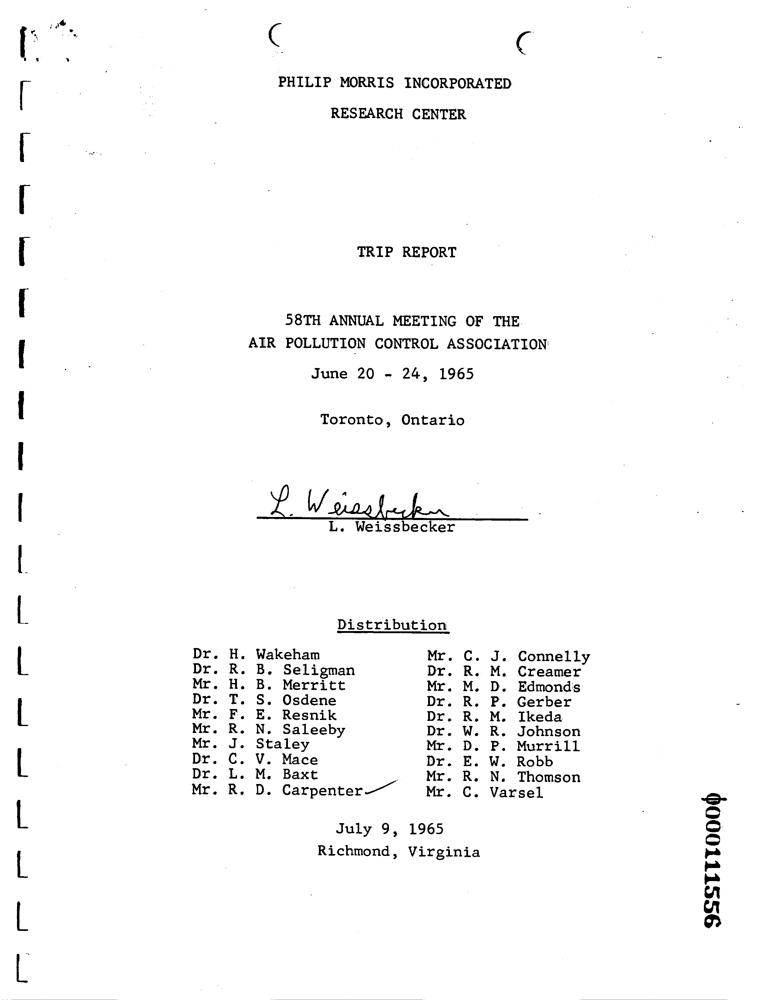 PHILIP MORRIS INCORPORATED
RESEARCH CENTER
TRIP REPORT
58TH ANNUAL MEETING OF THE
AIR POLLUTION CONTROL ASSOCIATION
June 20 - 24, 1965
Toronto, Ontario
L. Weissbecker
L. Weissbecker
Distribution
Dr. H. Wakeham
Dr. R. B. Seligman
Mr. H. B. Merritt
Dr. T. S. Osdene
Mr. F. E. Resnik
Mr. R. N. Saleeby
Mr. J. Staley
Dr. C. V. Mace
Dr. L. M. Baxt
Mr. R. D. Carpenter
Mr. C. J. Connelly
Dr. R. M. Creamer
Mr. M. D. Edmonds
Dr. R. P. Gerber
Dr. R. M. Ikeda
Dr. W. R. Johnson
Mr. D. P. Murrill
Dr. E. W. Robb
Mr. R. N. Thomson
Mr. C. Varsel
July 9, 1965
Richmond, Virginia
0000111556